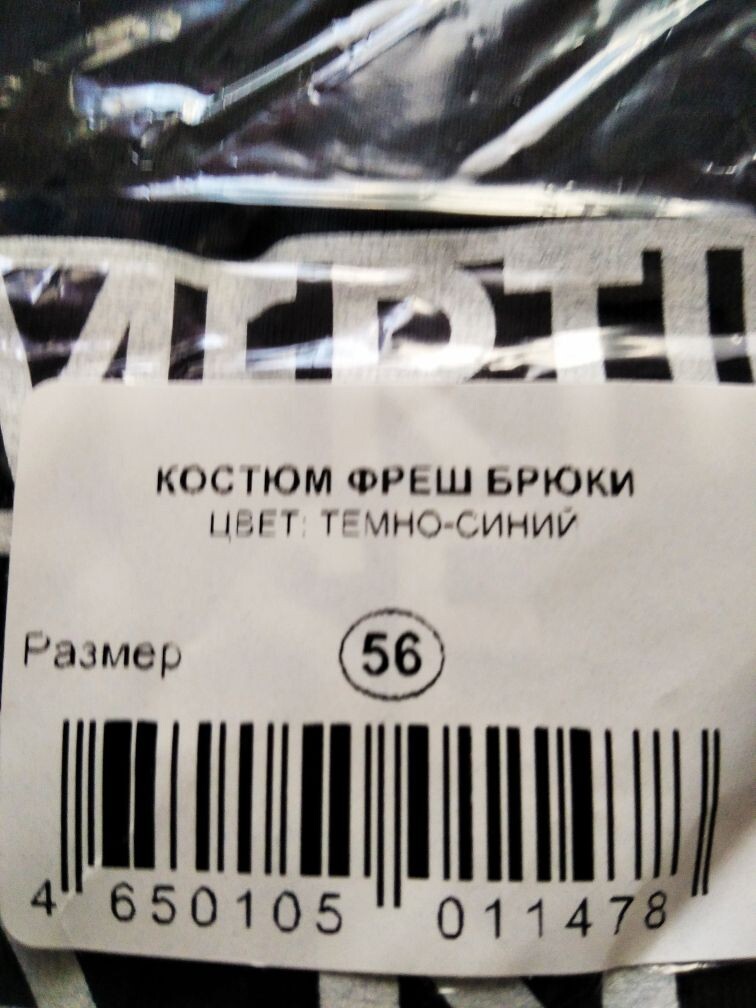 КОСТЮМ ФРЕШ БРЮКИ
ЦВЕТ: ТЕМНО-СИНИЙ
Размер 56
4 650105 011478